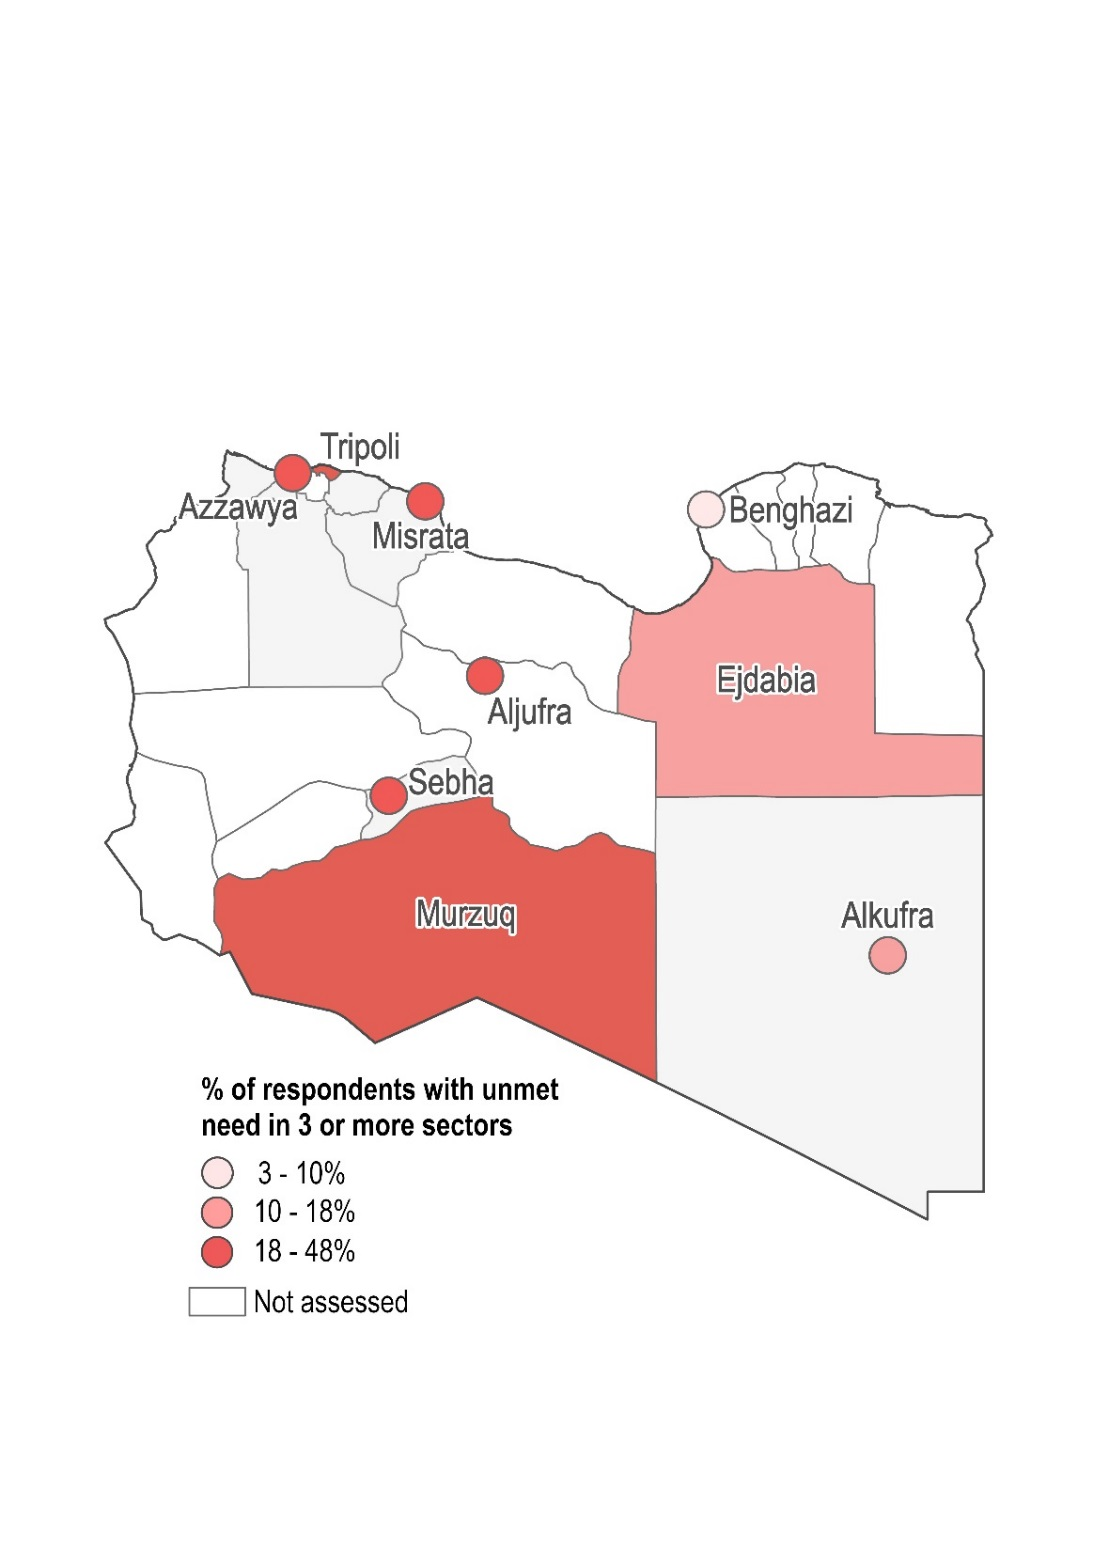 Tripoli
Azzawya
Misrata
Benghazi
Ejdabia
Aljufra
Sebha
Murzuq
Alkufra
% of respondents with unmet
need in 3 or more sectors
3 - 10%
10 - 18%
18 - 48%
Not assessed